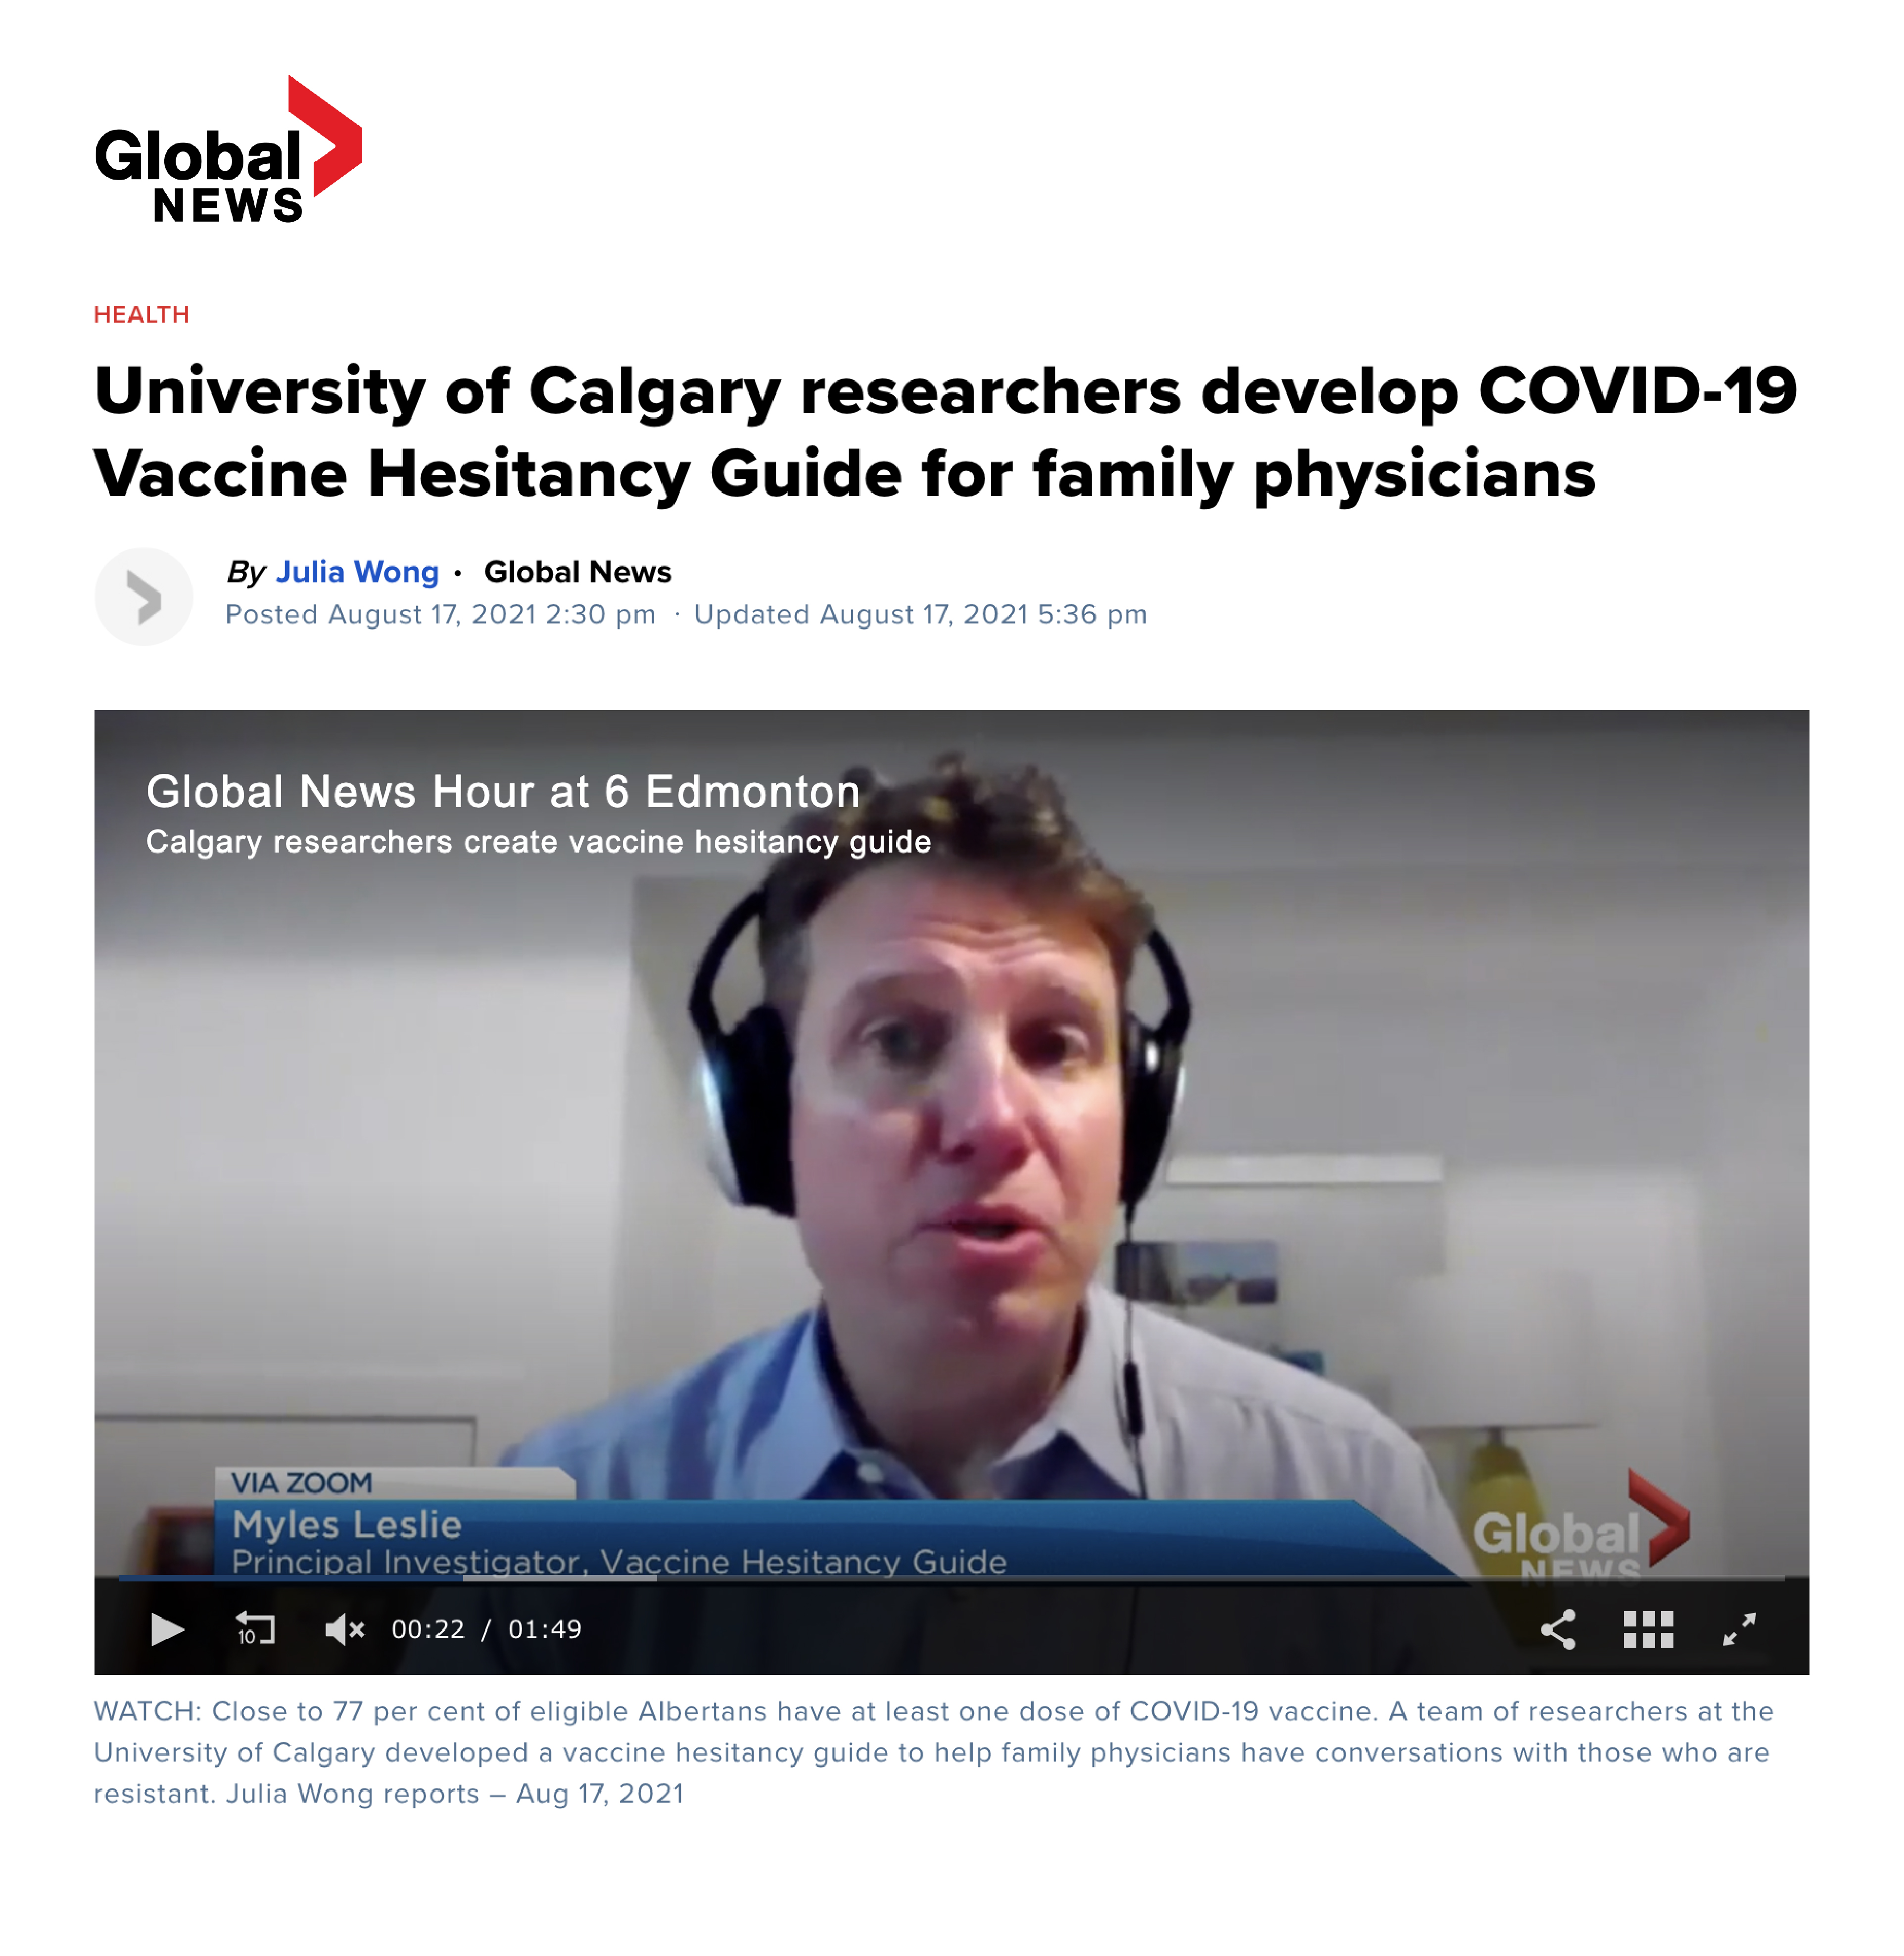 Global
NEWS
HEALTH
University of Calgary researchers develop COVID-19
Vaccine Hesitancy Guide for family physicians
By Julia Wong · Global News
Posted August 17, 2021 2:30 pm · Updated August 17, 2021 5:36 pm
Global News Hour at 6 Edmonton
Calgary researchers create vaccine hesitancy guide
VIA ZOOM
Myles Leslie
Principal Investigator, Vaccine Hesitancy Guide
Global
NEWS
10
00:22 / 01:49
WATCH: Close to 77 per cent of eligible Albertans have at least one dose of COVID-19 vaccine. A team of researchers at the
University of Calgary developed a vaccine hesitancy guide to help family physicians have conversations with those who are
resistant. Julia Wong reports – Aug 17, 2021